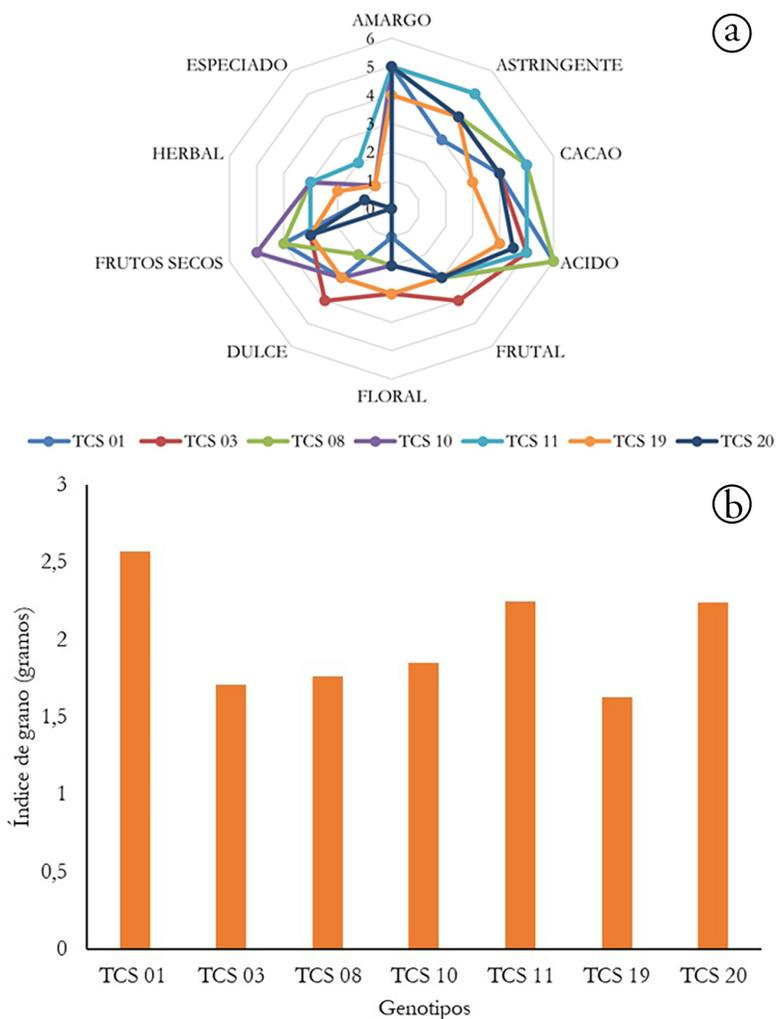 a
AMARGO
6
ESPECIADO
ASTRINGENTE
5
4
3
HERBAL
CACAO
2
1
0
FRUTOS SECOS
ACIDO
DULCE
FRUTAL
FLORAL
TCS 01 TCS 03 TCS 08 TCS 10 TCS 11 TCS 19 TCS 20
b
3
2,5
2
1,5
1
0,5
0
Índice de grano (gramos)
TCS 01 TCS 03 TCS 08 TCS 10 TCS 11 TCS 19 TCS 20
Genotipos